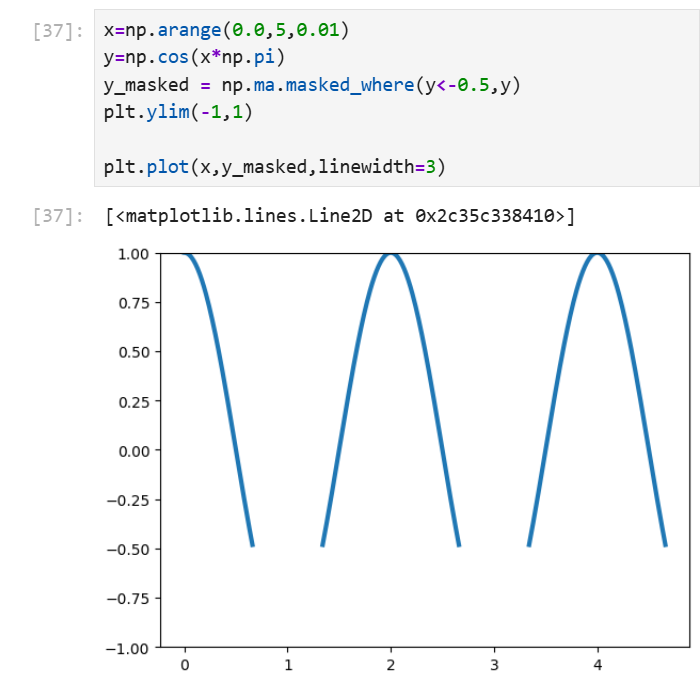 [37]: x=np.arange(0.0,5,0.01)
y=np.cos(x*np.pi)
y_masked = np.ma.masked_where(y<-0.5,y)
plt.ylim(-1,1)
plt.plot(x,y_masked,linewidth=3)
[37]: [<matplotlib.lines.Line2D at 0x2c35c338410>]
1.00
0.75
0.50
0.25
0.00
−0.25
−0.50
−0.75
−1.00
0 1 2 3 4